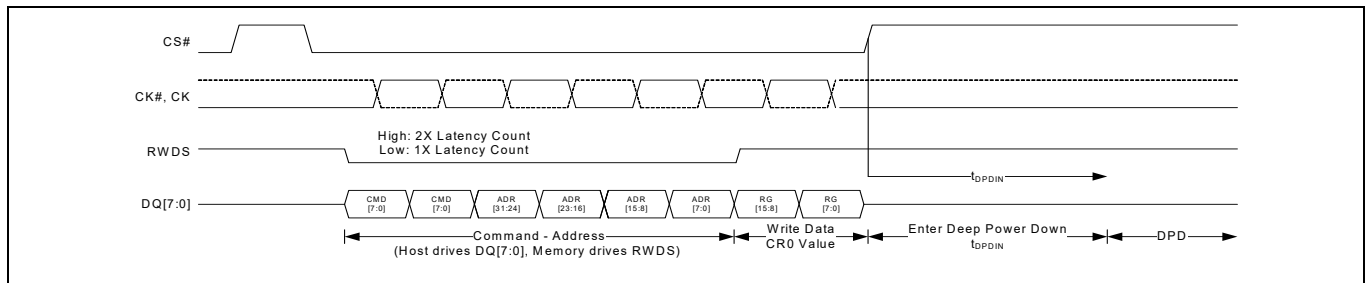 CS#
CK#, CK
High: 2X Latency Count
Low: 1X Latency Count
RWDS
tDPDIN
DQ[7:0]
CMD [7:0] CMD [7:0] ADR [31:24] ADR [23:16] ADR [15:8] ADR [7:0] RG [15:8] RG [7:0]
Command - Address
(Host drives DQ[7:0], Memory drives RWDS)
Write Data
CR0 Value
Enter Deep Power Down
tDPDIN
DPD